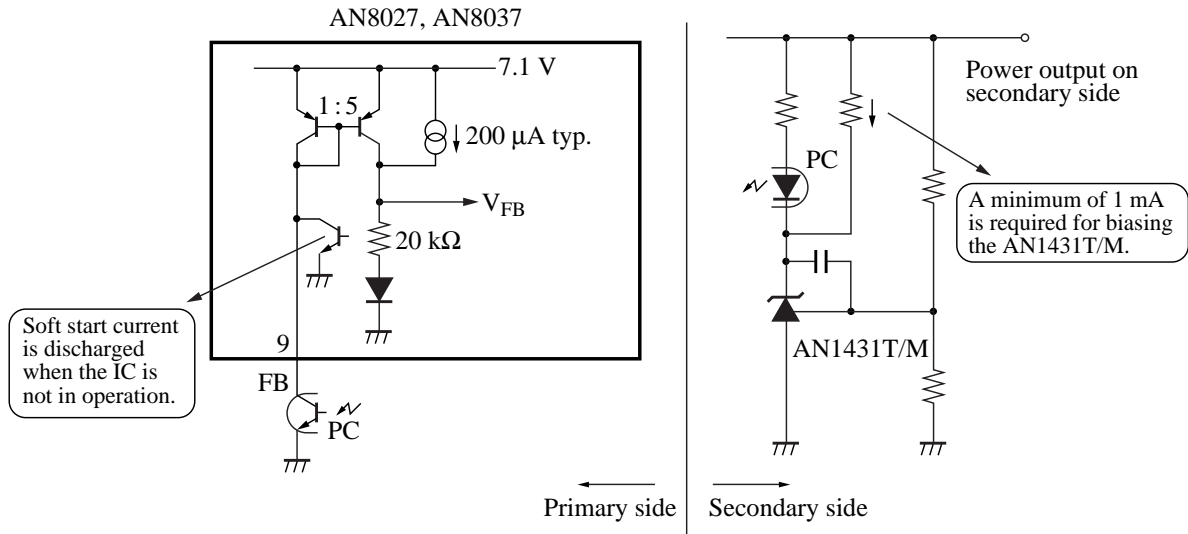 AN8027, AN8037
7.1 V
1 : 5
200 μA typ.
V_FB
20 kΩ
Soft start current
is discharged
when the IC is
not in operation.
9
FB
PC
Power output on
secondary side
PC
A minimum of 1 mA
is required for biasing
the AN1431T/M.
AN1431T/M
Primary side
Secondary side